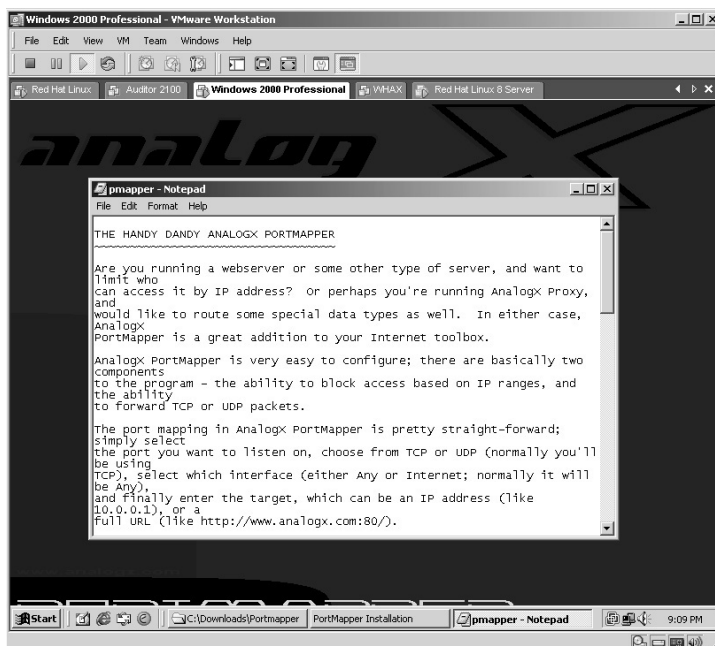 Windows 2000 Professional - VMware Workstation
File Edit View VM Team Windows Help
Red Hat Linux Auditor 2100 Windows 2000 Professional WHAX Red Hat Linux 8 Server
analog X
pmapper - Notepad
File Edit Format Help
THE HANDY DANDY ANALOGX PORTMAPPER
~~~~~~~~~~~~~~~~~~~~~~~~~~~~~~~~~~
Are you running a webserver or some other type of server, and want to
limit who
can access it by IP address? Or perhaps you're running AnalogX Proxy,
and
would like to route some special data types as well. In either case,
AnalogX
PortMapper is a great addition to your Internet toolbox.
AnalogX PortMapper is very easy to configure; there are basically two
components
to the program - the ability to block access based on IP ranges, and
the ability
to forward TCP or UDP packets.
The port mapping in AnalogX PortMapper is pretty straight-forward;
simply select
the port you want to listen on, choose from TCP or UDP (normally you'll
be using
TCP), select which interface (either Any or Internet; normally it will
be Any),
and finally enter the target, which can be an IP address (like
10.0.0.1), or a
full URL (like http://www.analogx.com:80/).
Start C:\Downloads\Portmapper PortMapper Installation pmapper - Notepad 9:09 PM